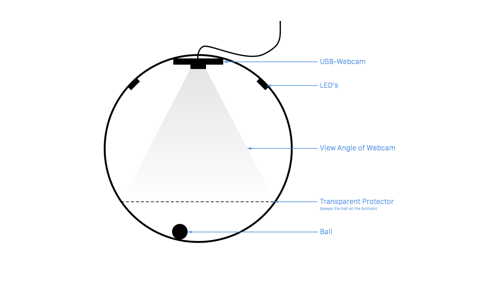 USB-Webcam
LED's
View Angle of Webcam
Transparent Protector
(keeps the ball at the bottom)
Ball